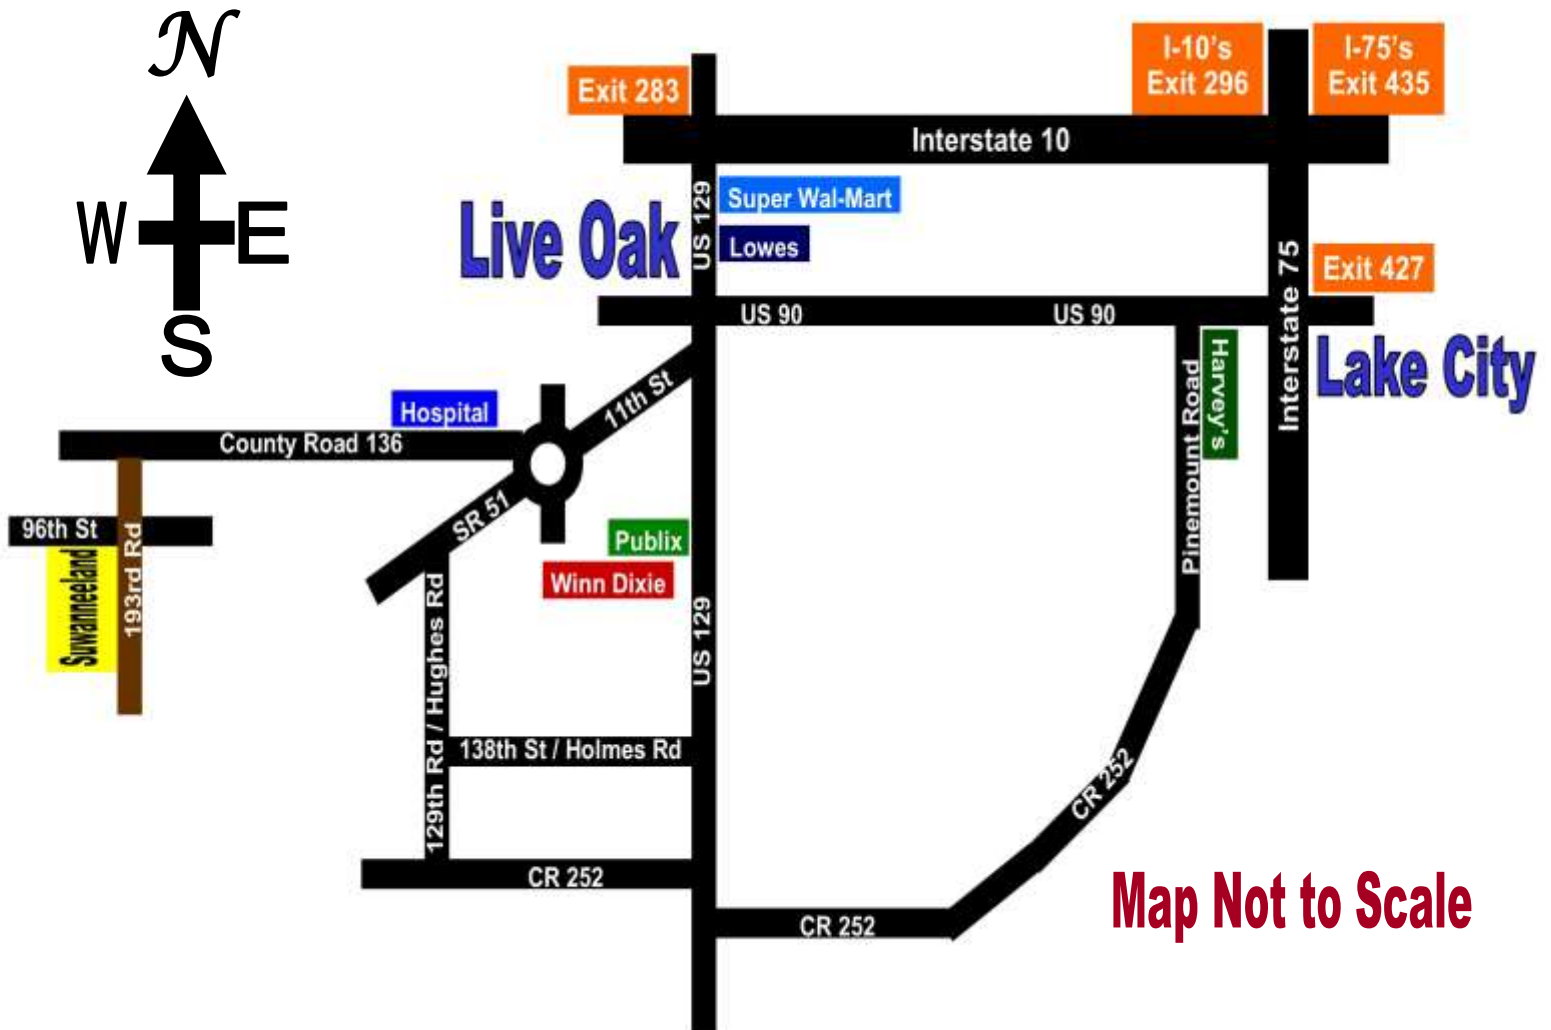 N
W
E
S
Exit 283
I-10's
Exit 296
I-75's
Exit 435
Interstate 10
Live Oak
US 129
Super Wal-Mart
Lowes
Interstate 75
Exit 427
US 90
US 90
Lake City
Harvey's
Pinemount Road
11th St
Hospital
County Road 136
SR 51
96th St
193rd Rd
Suwanneeland
Publix
Winn Dixie
US 129
129th Rd / Hughes Rd
138th St / Holmes Rd
CR 252
CR 252
CR 252
Map Not to Scale